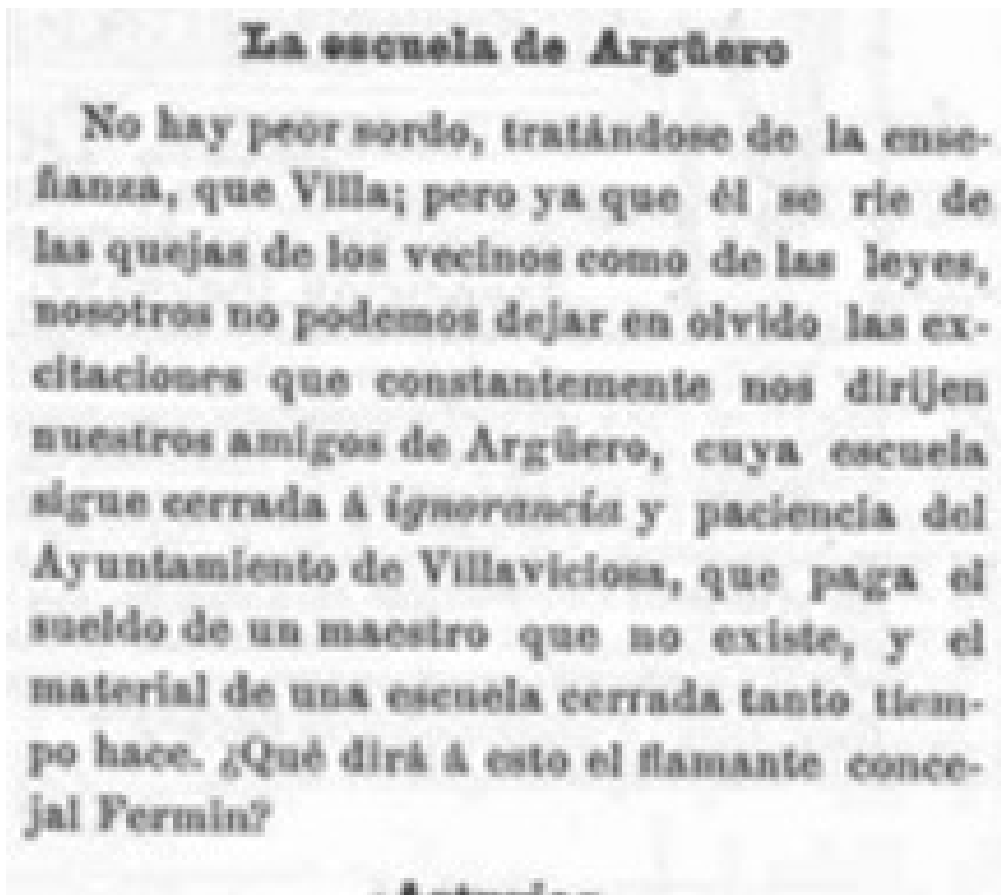 La escuela de Argüero
No hay peor sordo, tratándose de la ense-
ñanza, que Villa; pero ya que él se rie de
las quejas de los vecinos como de las leyes,
nosotros no podemos dejar en olvido las ex-
citaciones que constantemente nos dirijen
nuestros amigos de Argüero, cuya escuela
sigue cerrada á ignorancia y paciencia del
Ayuntamiento de Villaviciosa, que paga el
sueldo de un maestro que no existe, y el
material de una escuela cerrada tanto tiem-
po hace. ¿Qué dirá á esto el flamante conce-
jal Fermin?